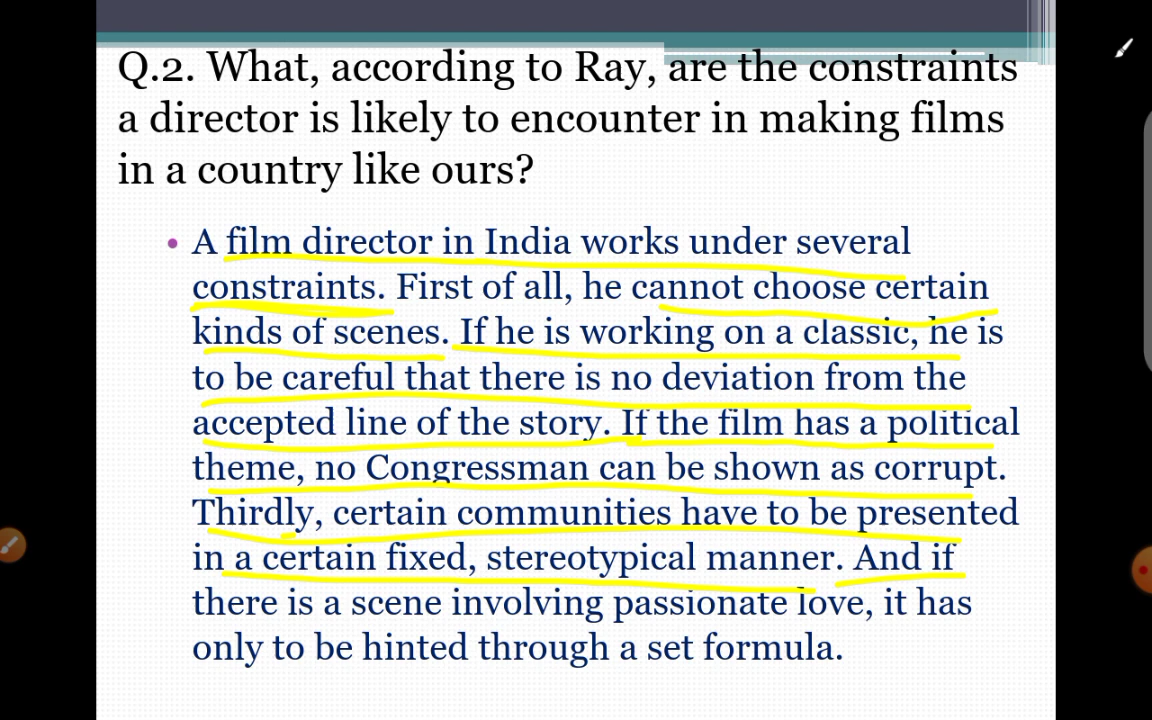 Q.2. What, according to Ray, are the constraints
a director is likely to encounter in making films
in a country like ours?
• A film director in India works under several
constraints. First of all, he cannot choose certain
kinds of scenes. If he is working on a classic, he is
to be careful that there is no deviation from the
accepted line of the story. If the film has a political
theme, no Congressman can be shown as corrupt.
Thirdly, certain communities have to be presented
in a certain fixed, stereotypical manner. And if
there is a scene involving passionate love, it has
only to be hinted through a set formula.